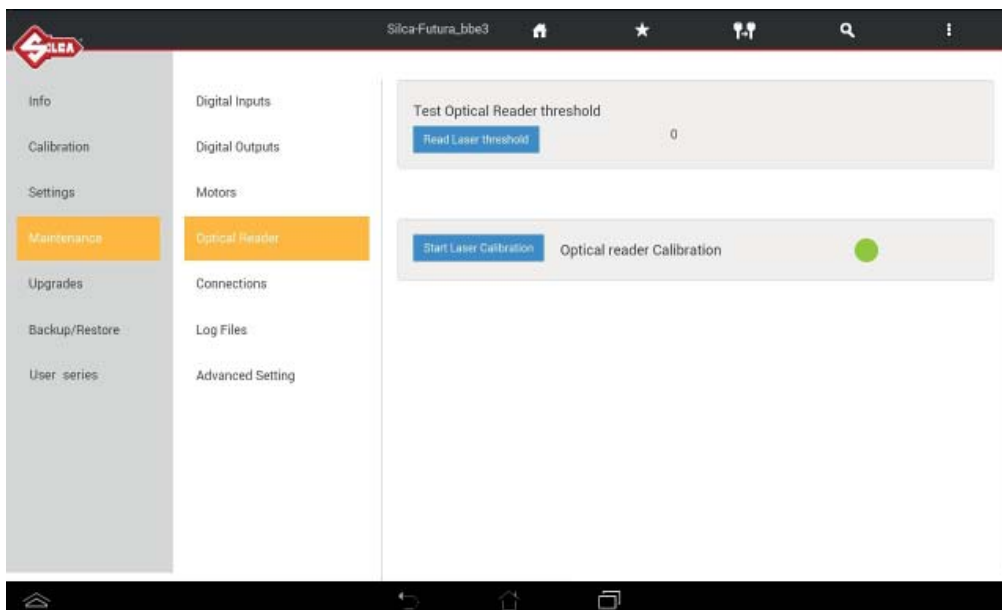 Silca-Futura_bbe3
SILCA
Info
Calibration
Settings
Maintenance
Upgrades
Backup/Restore
User series
Digital Inputs
Digital Outputs
Motors
Optical Reader
Connections
Log Files
Advanced Setting
Test Optical Reader threshold
Read Laser threshold 0
Start Laser Calibration Optical reader Calibration